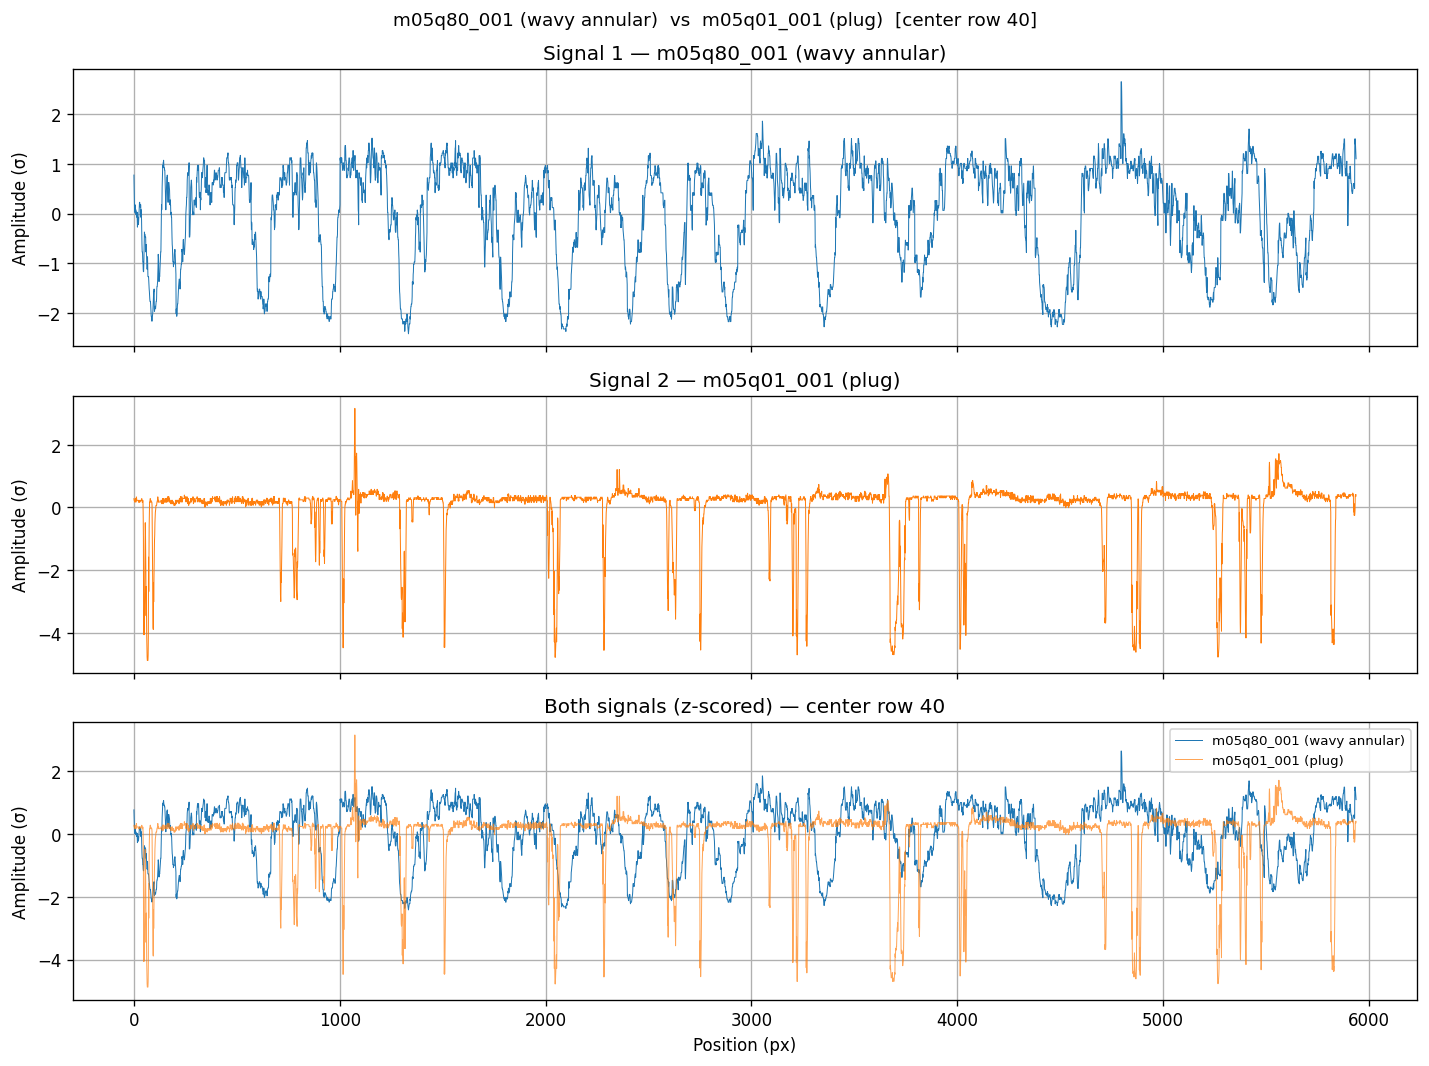 m05q80_001 (wavy annular)  vs  m05q01_001 (plug)  [center row 40]
Signal 1 — m05q80_001 (wavy annular)
Amplitude (σ)
2
1
0
−1
−2
Signal 2 — m05q01_001 (plug)
Amplitude (σ)
2
0
−2
−4
Both signals (z-scored) — center row 40
m05q80_001 (wavy annular)
m05q01_001 (plug)
Amplitude (σ)
2
0
−2
−4
0 1000 2000 3000 4000 5000 6000
Position (px)